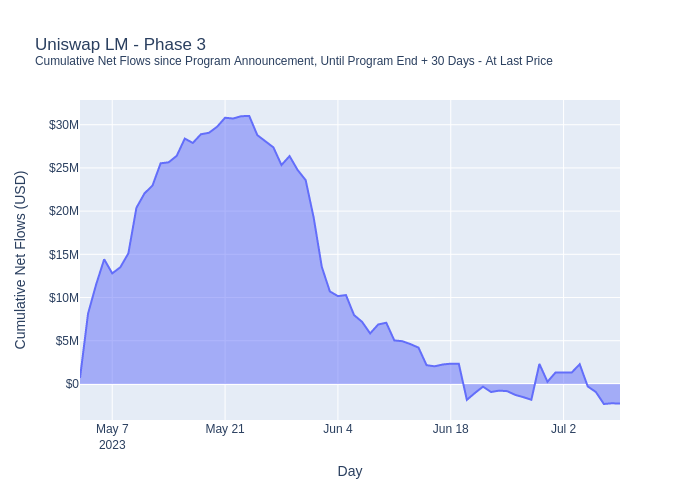 Uniswap LM - Phase 3
Cumulative Net Flows since Program Announcement, Until Program End + 30 Days - At Last Price
Cumulative Net Flows (USD)
$30M
$25M
$20M
$15M
$10M
$5M
$0
May 7
2023
May 21
Jun 4
Jun 18
Jul 2
Day